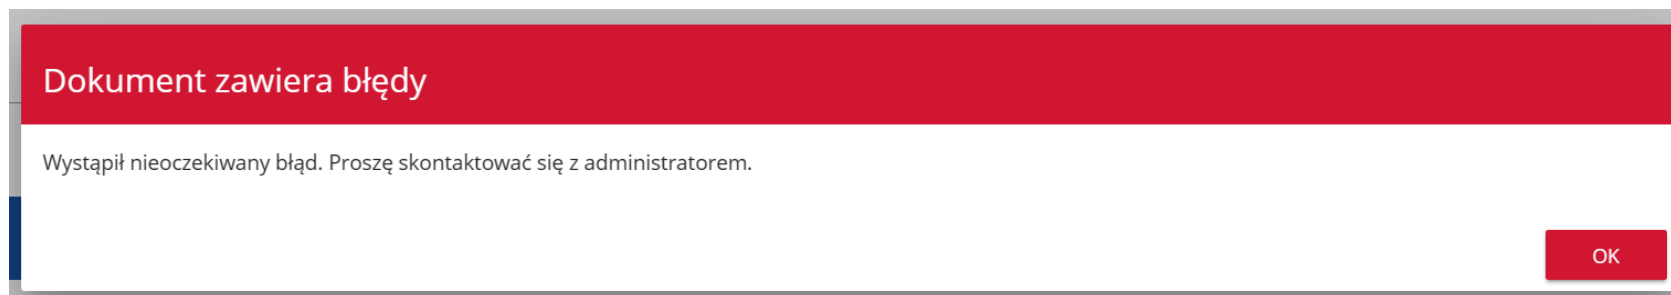 Dokument zawiera błędy
Wystąpił nieoczekiwany błąd. Proszę skontaktować się z administratorem.
OK